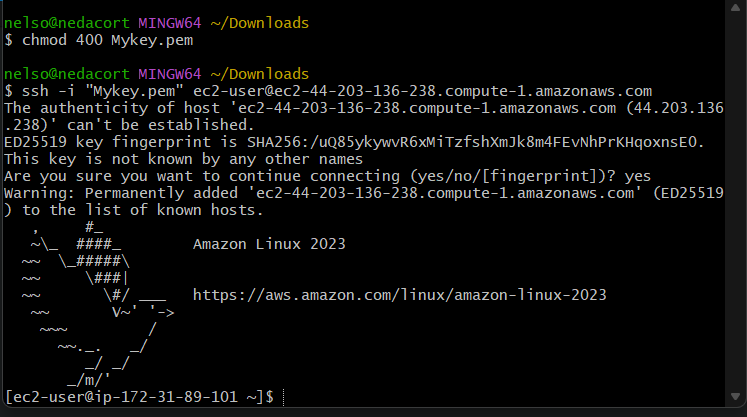 nelso@nedacort MINGW64 ~/Downloads
$ chmod 400 Mykey.pem
nelso@nedacort MINGW64 ~/Downloads
$ ssh -i "Mykey.pem" ec2-user@ec2-44-203-136-238.compute-1.amazonaws.com
The authenticity of host 'ec2-44-203-136-238.compute-1.amazonaws.com (44.203.136
.238)' can't be established.
ED25519 key fingerprint is SHA256:/uQ85ykywvR6xMiTzfshXmJk8m4FEvNhPrKHqoxnsE0.
This key is not known by any other names
Are you sure you want to continue connecting (yes/no/[fingerprint])? yes
Warning: Permanently added 'ec2-44-203-136-238.compute-1.amazonaws.com' (ED25519
) to the list of known hosts.
   ,     #_
   ~\_  ####_        Amazon Linux 2023
  ~~  \_#####\
  ~~     \###|
  ~~       \#/ ___   https://aws.amazon.com/linux/amazon-linux-2023
   ~~       V~' '->
    ~~~         /
      ~~._.   _/
         _/ _/
       _/m/'
[ec2-user@ip-172-31-89-101 ~]$